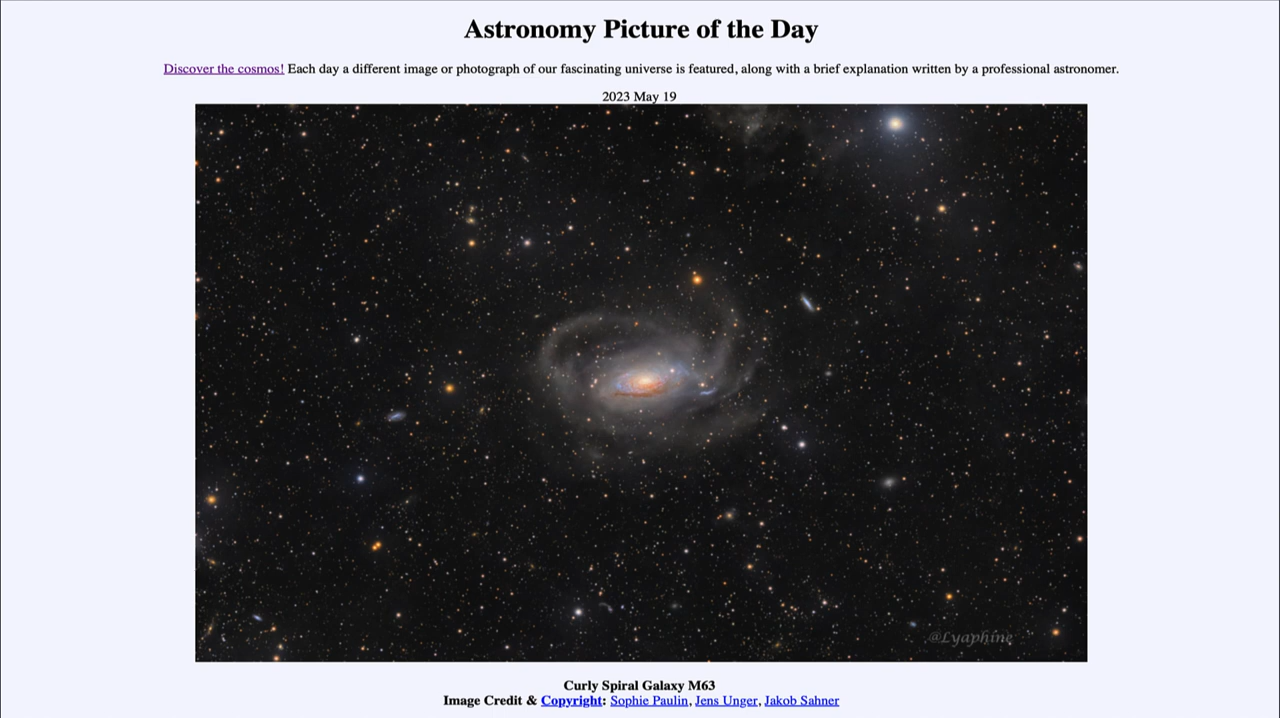 Astronomy Picture of the Day
Discover the cosmos! Each day a different image or photograph of our fascinating universe is featured, along with a brief explanation written by a professional astronomer.
2023 May 19
@Lyaphine
Curly Spiral Galaxy M63
Image Credit & Copyright: Sophie Paulin, Jens Unger, Jakob Sahner